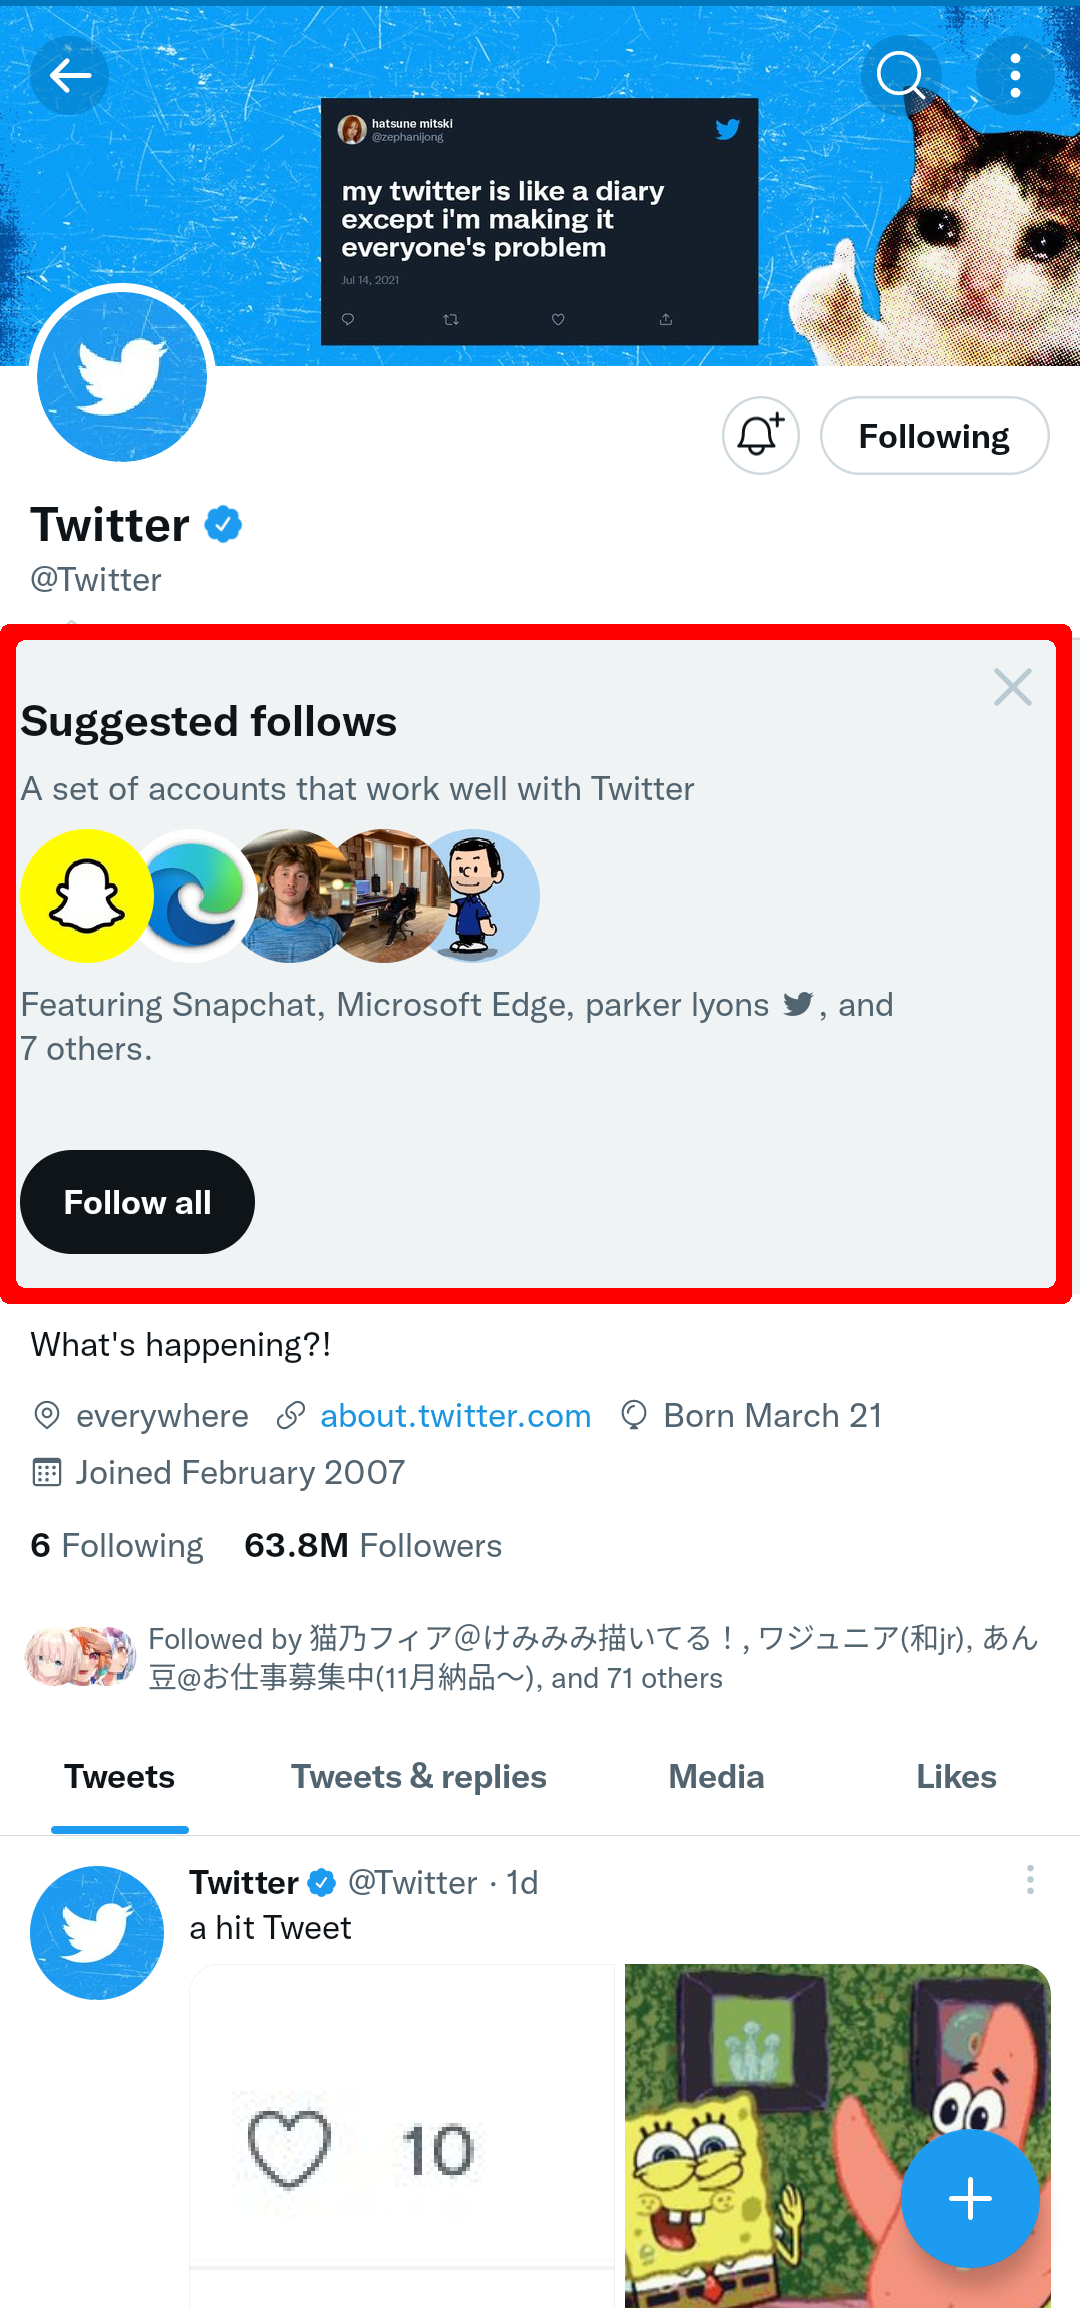 hatsune mitski
@zephanijong
my twitter is like a diary
except i'm making it
everyone's problem
Jul 14, 2021
Following
Twitter
@Twitter
Suggested follows
A set of accounts that work well with Twitter
Featuring Snapchat, Microsoft Edge, parker lyons , and
7 others.
Follow all
What's happening?!
everywhere about.twitter.com Born March 21
Joined February 2007
6 Following 63.8M Followers
Followed by 猫乃フィア@けみみみ描いてる！, ワジュニア(和jr), あん
豆@お仕事募集中(11月納品〜), and 71 others
Tweets Tweets & replies Media Likes
Twitter @Twitter · 1d
a hit Tweet
10